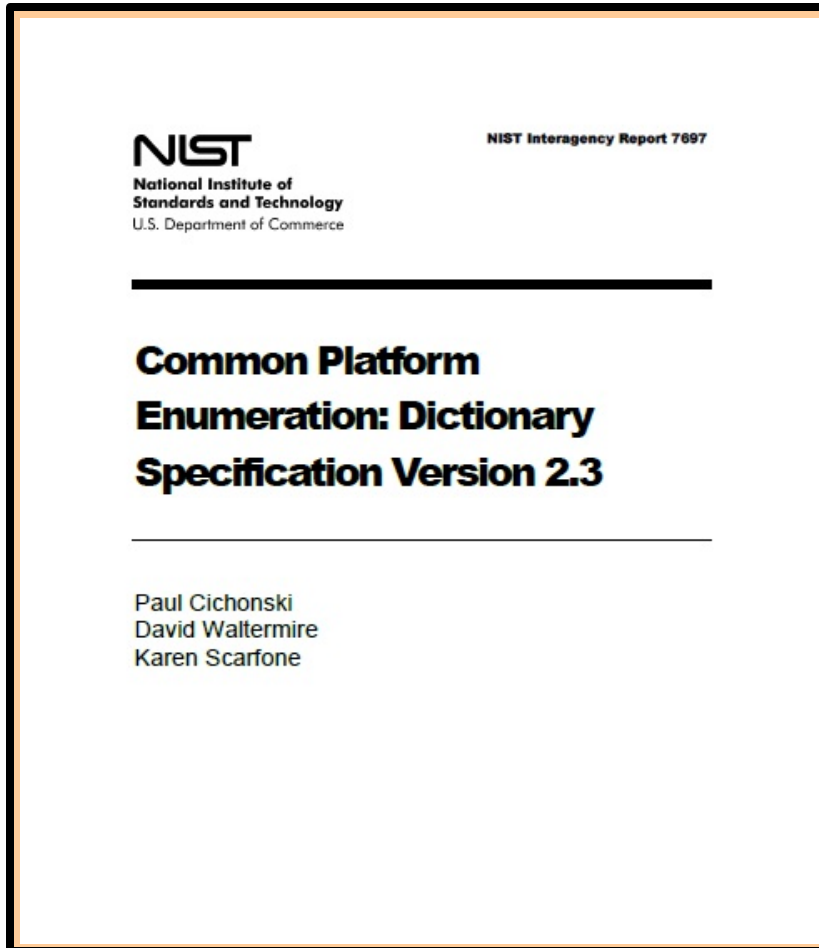 NIST
NIST Interagency Report 7697
National Institute of
Standards and Technology
U.S. Department of Commerce
Common Platform
Enumeration: Dictionary
Specification Version 2.3
Paul Cichonski
David Waltermire
Karen Scarfone